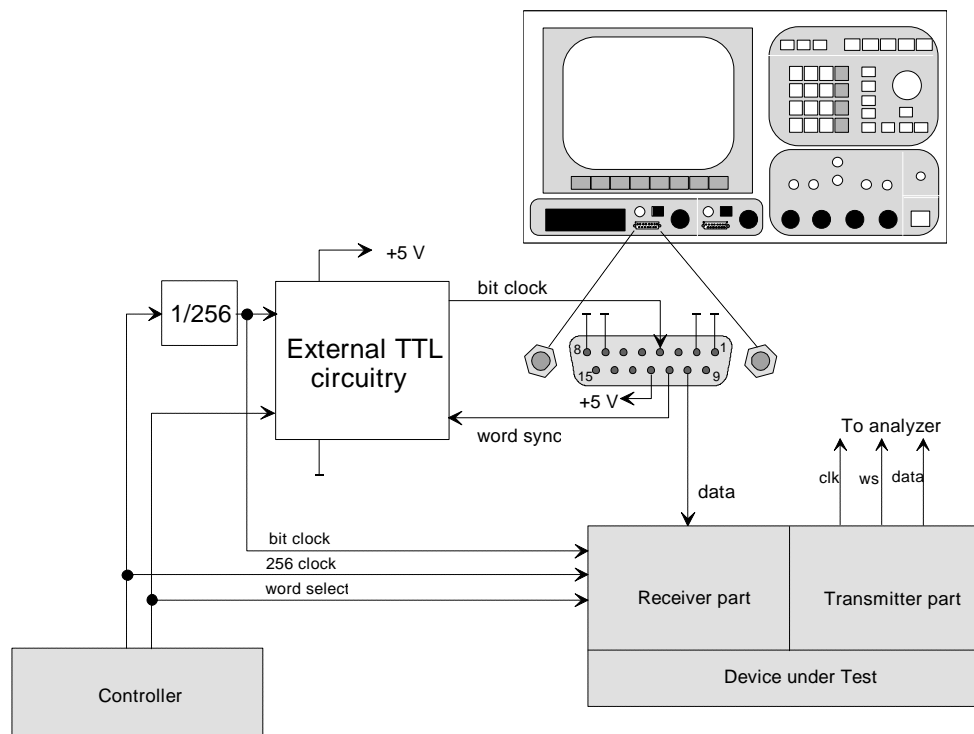 +5 V
bit clock
1/256
External TTL
circuitry
8
1
15
9
+5 V
word sync
To analyzer
clk
ws
data
data
bit clock
256 clock
word select
Receiver part
Transmitter part
Device under Test
Controller